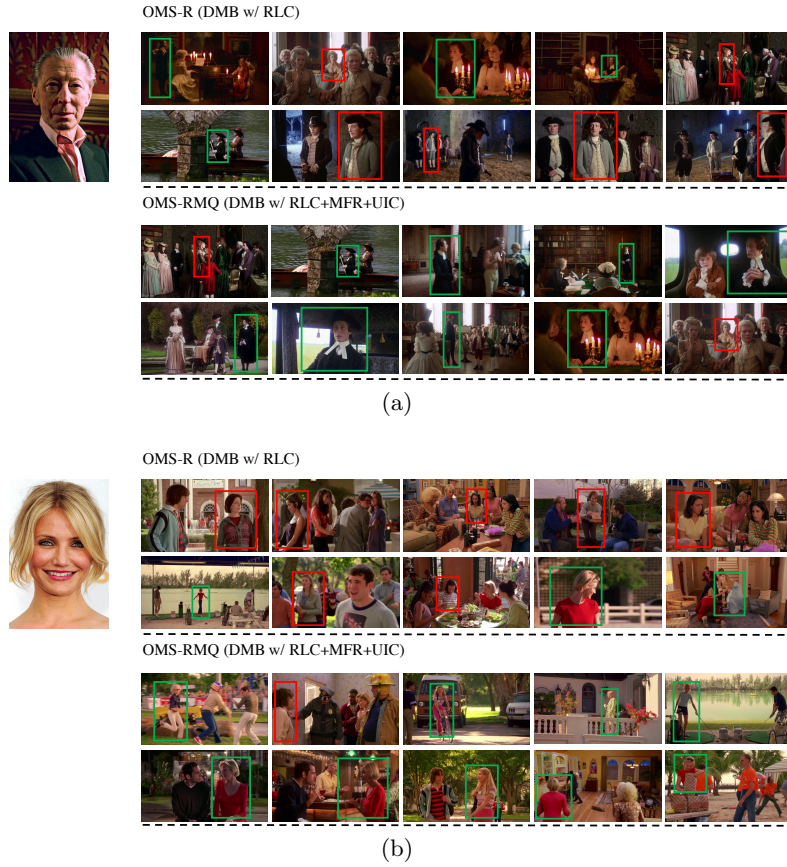 OMS-R (DMB w/ RLC)
OMS-RMQ (DMB w/ RLC+MFR+UIC)
(a)
OMS-R (DMB w/ RLC)
OMS-RMQ (DMB w/ RLC+MFR+UIC)
(b)